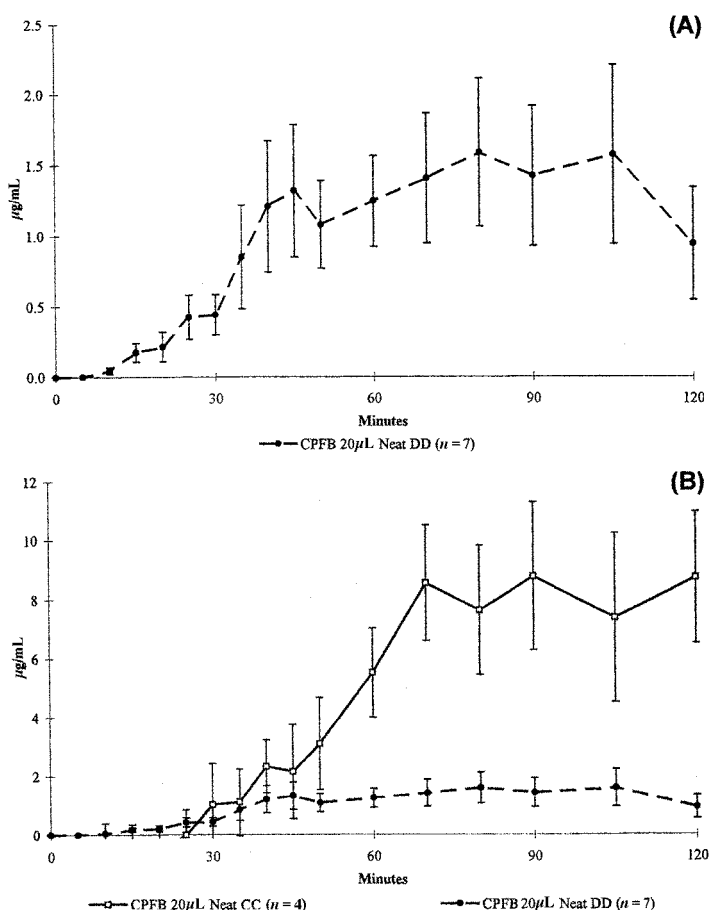 (A)
2.5
2.0
1.5
1.0
0.5
0.0
µg/mL
0 30 60 90 120
Minutes
CPFB 20µL Neat DD (n = 7)
(B)
12
10
8
6
4
2
0
µg/mL
0 30 60 90 120
Minutes
CPFB 20µL Neat CC (n = 4) CPFB 20µL Neat DD (n = 7)